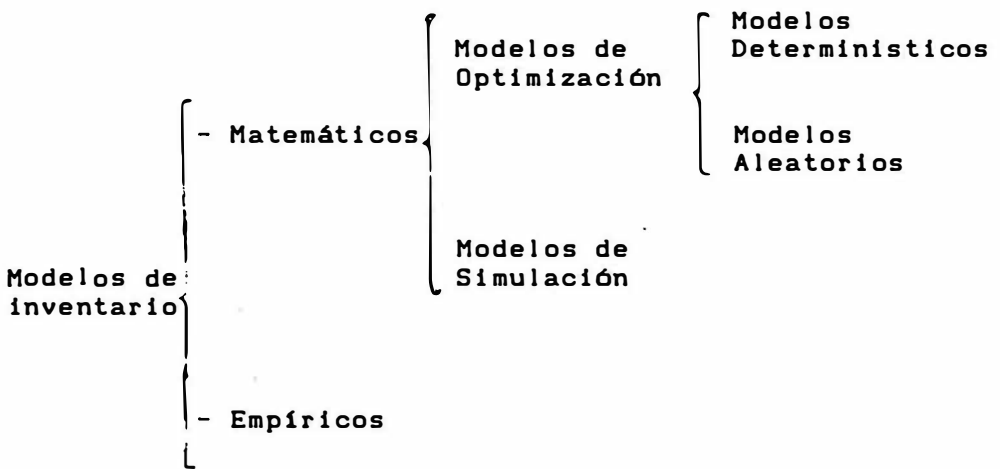 Modelos
Deterministicos
Modelos de
Optimización
- Matemáticos
Modelos
Aleatorios
Modelos de
Simulación
Modelos de
inventario
- Empíricos